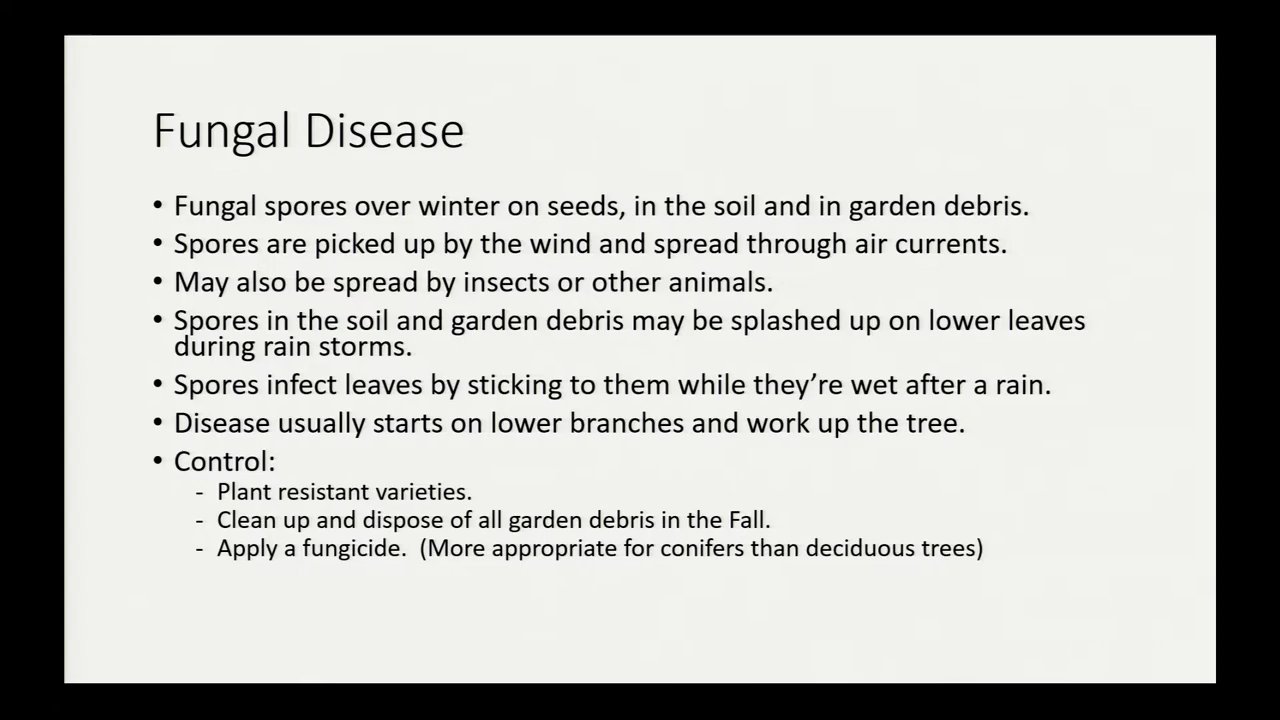 Fungal Disease
• Fungal spores over winter on seeds, in the soil and in garden debris.
• Spores are picked up by the wind and spread through air currents.
• May also be spread by insects or other animals.
• Spores in the soil and garden debris may be splashed up on lower leaves
during rain storms.
• Spores infect leaves by sticking to them while they’re wet after a rain.
• Disease usually starts on lower branches and work up the tree.
• Control:
- Plant resistant varieties.
- Clean up and dispose of all garden debris in the Fall.
- Apply a fungicide.  (More appropriate for conifers than deciduous trees)